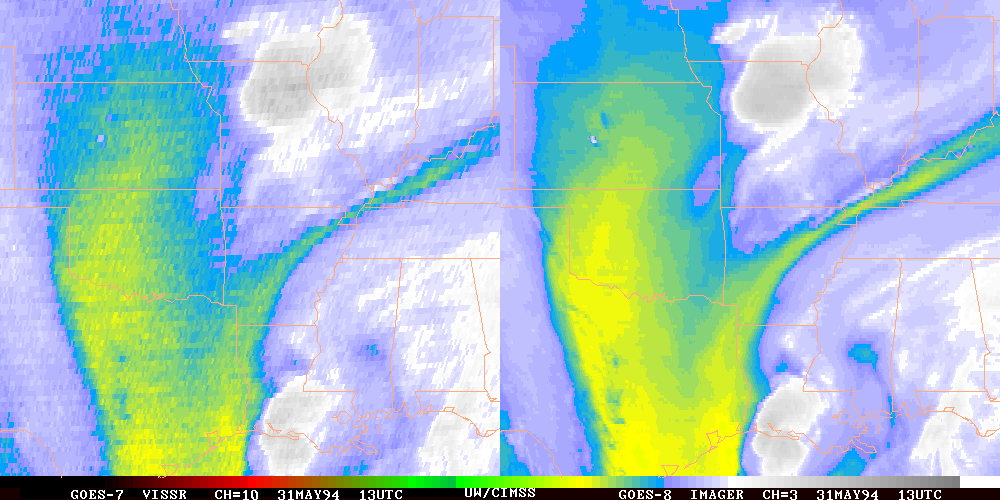 GOES-7 VISSR CH=10 31MAY94 13UTC UW/CIMSS GOES-8 IMAGER CH=3 31MAY94 13UTC